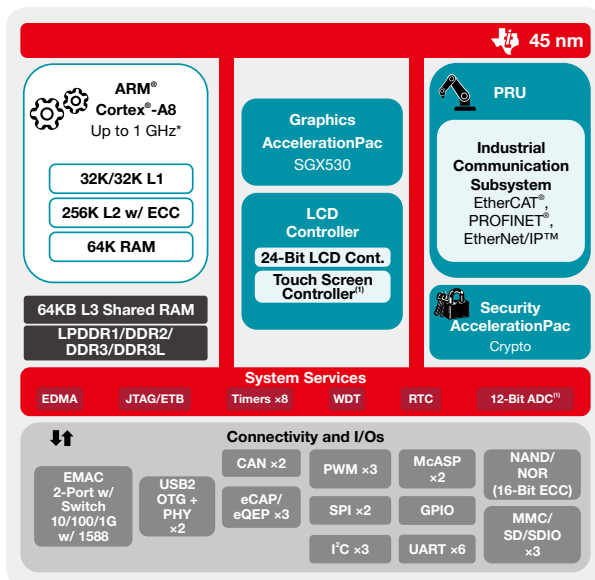 45 nm
ARM®
Cortex®-A8
Up to 1 GHz*
32K/32K L1
256K L2 w/ ECC
64K RAM
64KB L3 Shared RAM
LPDDR1/DDR2/
DDR3/DDR3L
Graphics
AccelerationPac
SGX530
LCD
Controller
24-Bit LCD Cont.
Touch Screen
Controller(1)
PRU
Industrial
Communication
Subsystem
EtherCAT®,
PROFINET®,
EtherNet/IP™
Security
AccelerationPac
Crypto
System Services
EDMA
JTAG/ETB
Timers ×8
WDT
RTC
12-Bit ADC(1)
Connectivity and I/Os
EMAC
2-Port w/
Switch
10/100/1G
w/ 1588
USB2
OTG +
PHY
×2
CAN ×2
eCAP/
eQEP ×3
PWM ×3
SPI ×2
I²C ×3
McASP
×2
GPIO
UART ×6
NAND/
NOR
(16-Bit ECC)
MMC/
SD/SDIO
×3